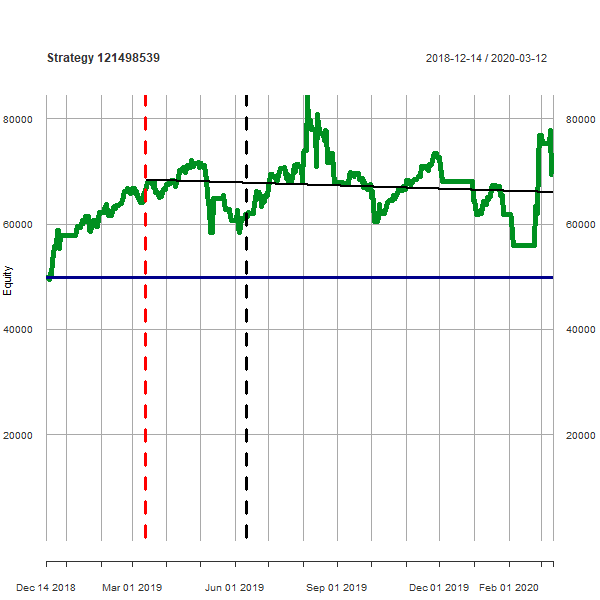 Strategy 121498539
2018-12-14 / 2020-03-12
80000
80000
60000
60000
Equity
40000
40000
20000
20000
Dec 14 2018
Mar 01 2019
Jun 01 2019
Sep 01 2019
Dec 01 2019
Feb 01 2020